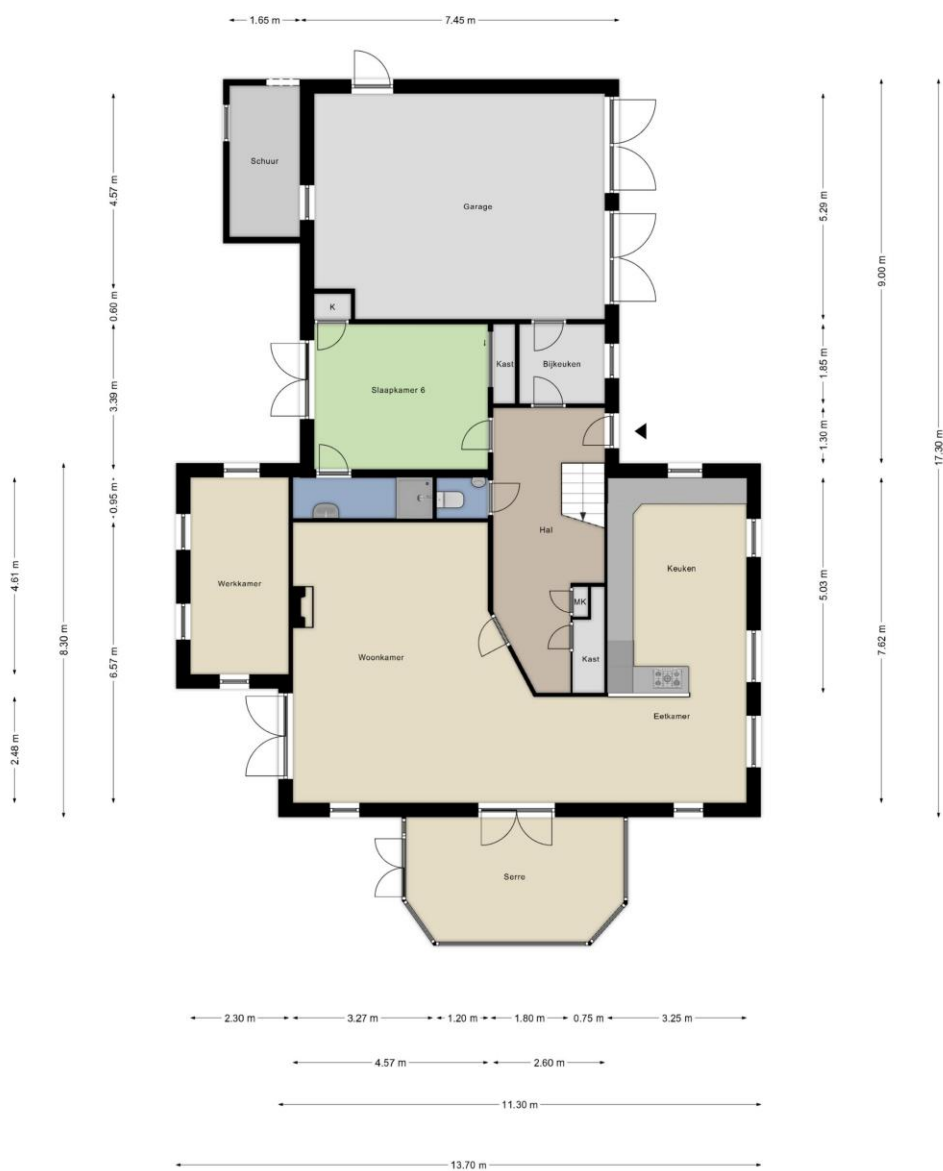 1.65 m
7.45 m
Schuur
Garage
4.57 m
5.29 m
9.00 m
17.30 m
0.60 m
K
3.39 m
Slaapkamer 6
Kast
Bijkeuken
1.85 m
1.30 m
0.95 m
4.61 m
8.30 m
6.57 m
2.48 m
Werkkamer
Hal
Keuken
5.03 m
7.62 m
MK
Kast
Woonkamer
Eetkamer
Serre
2.30 m
3.27 m
1.20 m
1.80 m
0.75 m
3.25 m
4.57 m
2.60 m
11.30 m
13.70 m